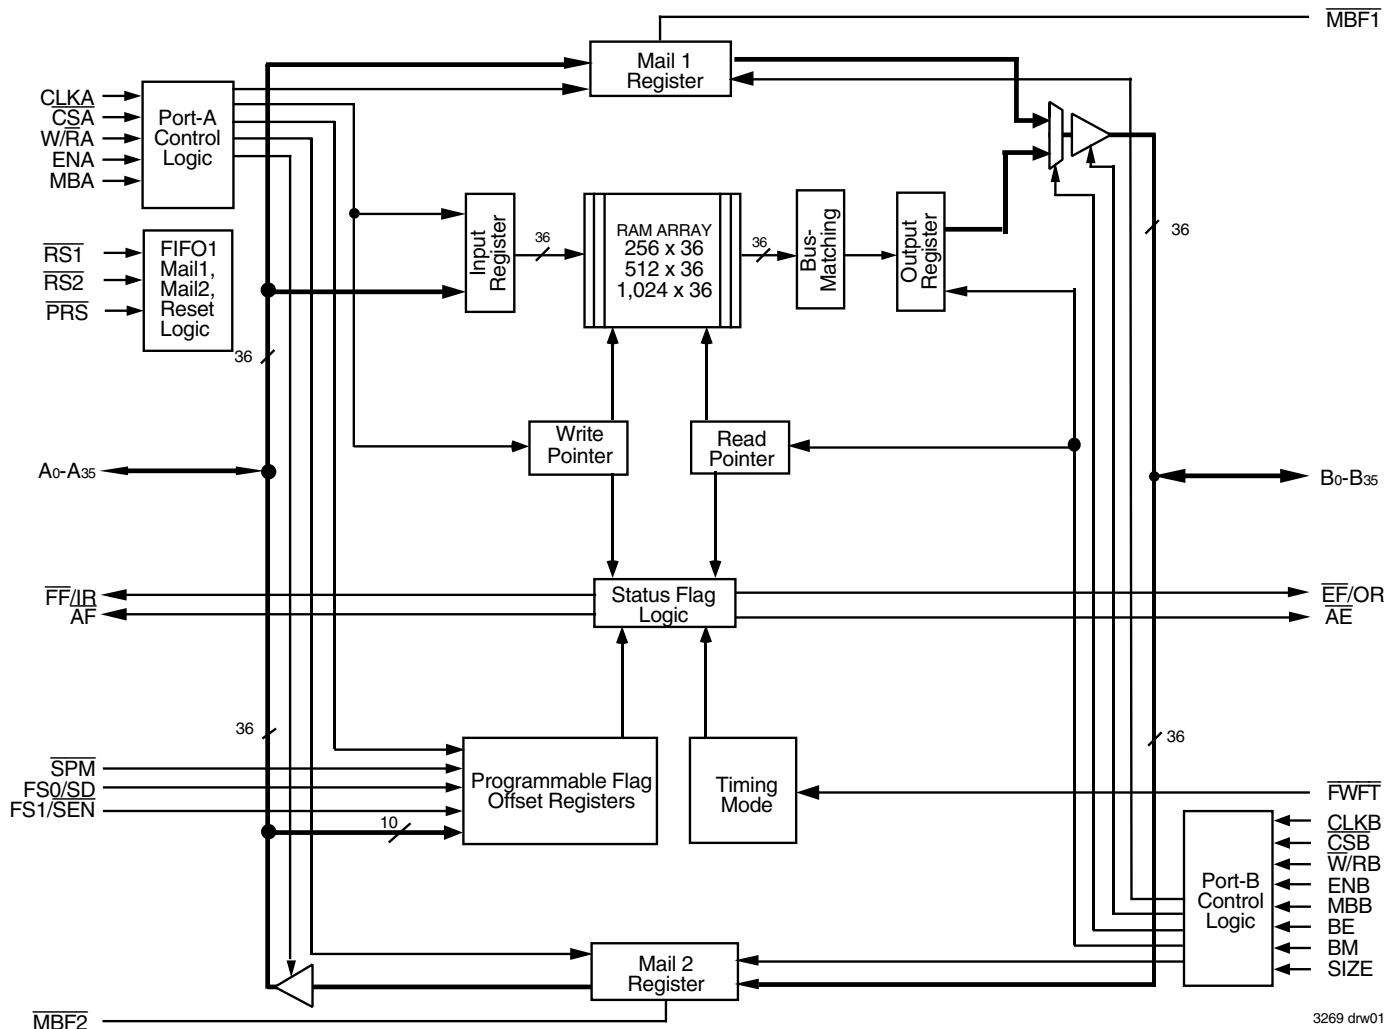 MBF1
Mail 1
Register
CLKA
CSA
W/RA
ENA
MBA
Port-A
Control
Logic
RS1
RS2
PRS
FIFO1
Mail1,
Mail2,
Reset
Logic
36
Input
Register
36
RAM ARRAY
256 x 36
512 x 36
1,024 x 36
36
Bus-
Matching
Output
Register
36
Write
Pointer
Read
Pointer
A0-A35
B0-B35
FF/IR
AF
Status Flag
Logic
EF/OR
AE
36
36
SPM
FS0/SD
FS1/SEN
10
Programmable Flag
Offset Registers
Timing
Mode
FWFT
CLKB
CSB
W/RB
ENB
MBB
BE
BM
SIZE
Port-B
Control
Logic
Mail 2
Register
MBF2
3269 drw01